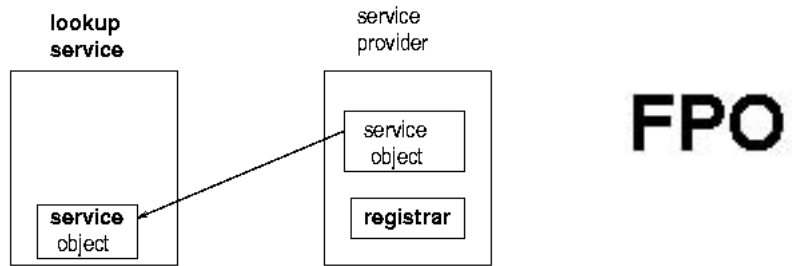 lookup
service
service
provider
service
object
registrar
service
object
FPO